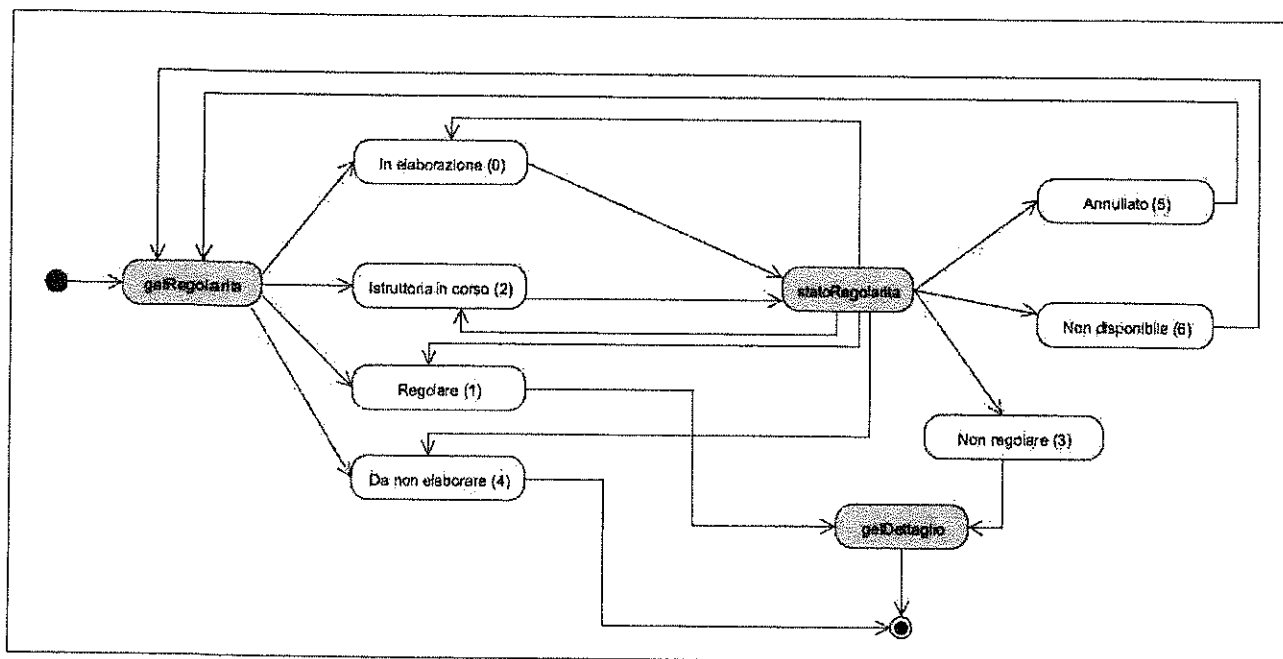 In elaborazione (0)
Annullato (5)
getRegolarita
Istruttoria in corso (2)
statoRegolarita
Non disponibile (6)
Regolare (1)
Non regolare (3)
Da non elaborare (4)
getDettaglio